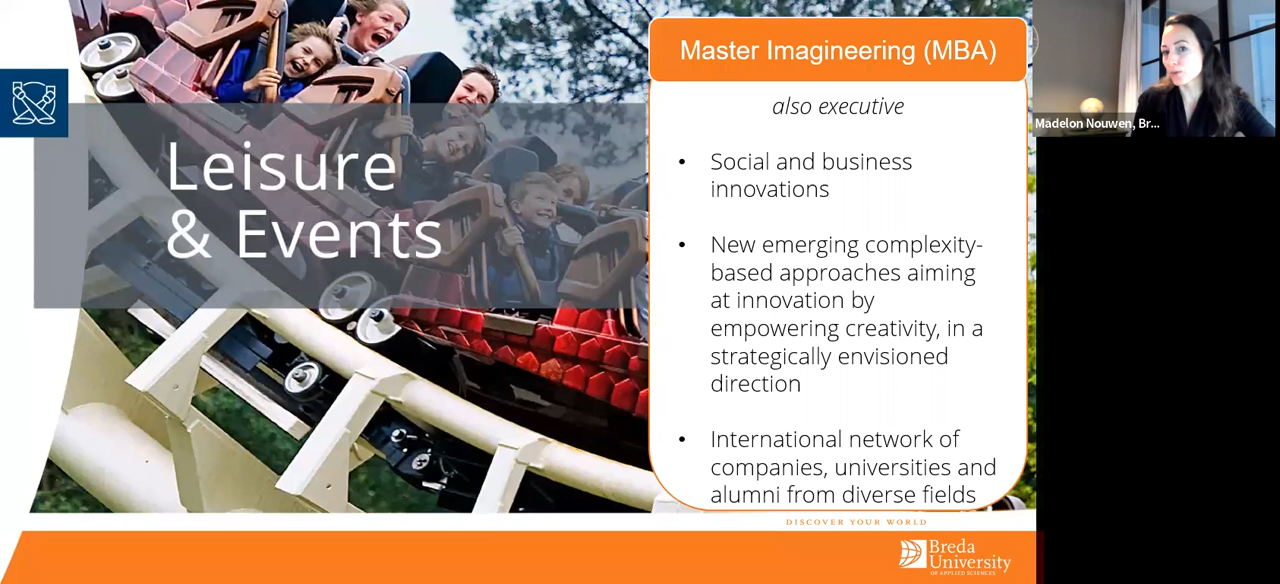 Leisure
& Events
Master Imagineering (MBA)
also executive
• Social and business
innovations
• New emerging complexity-
based approaches aiming
at innovation by
empowering creativity, in a
strategically envisioned
direction
• International network of
companies, universities and
alumni from diverse fields
DISCOVER YOUR WORLD
Breda
University
OF APPLIED SCIENCES
Madelon Nouwen, Br...